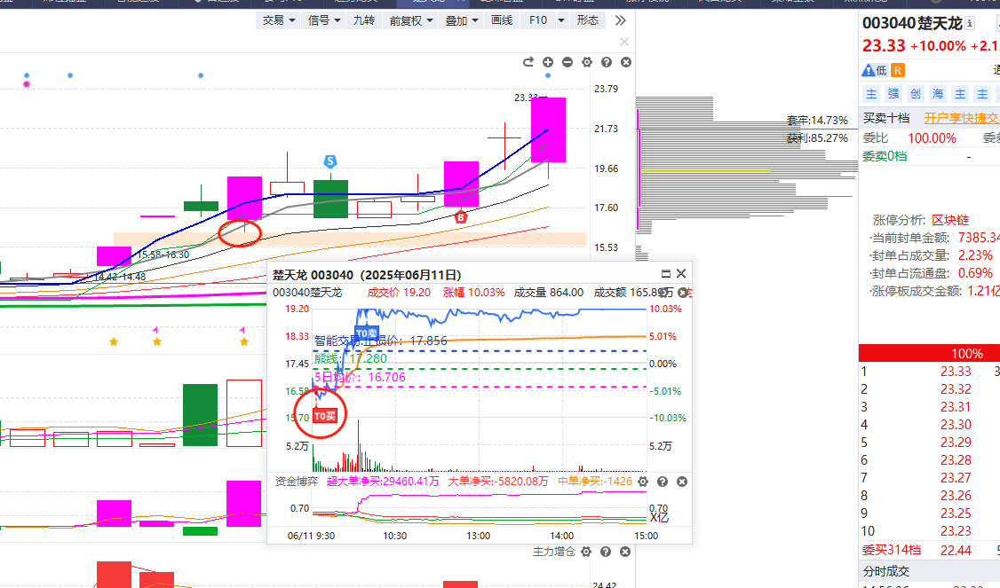 交易 信号 九转 前复权 叠加 画线 F10 形态
23.79
23.33
21.73
19.66
17.60
15.53
15.58-16.30
14.42-14.48
S
B
套牢:14.73%
获利:85.27%
楚天龙 003040 (2025年06月11日)
003040楚天龙 成交价 19.20 涨幅 10.03% 成交量 864.00 成交额 165.89万
19.20 10.03%
18.33 5.01%
17.45 0.00%
16.58 -5.01%
15.70 -10.03%
T0卖
智能交易:止损价: 17.856
能线: 17.280
5日均价: 16.706
T0买
5.2万 5.2万
资金博弈 超大单净买:29460.41万 大单净买:-5820.08万 中单净买:-1426
0.70 0.70
X亿
06/11 9:30 10:30 13:00 14:00 15:00
主力增仓
24.42
003040 楚天龙
23.33 +10.00% +2.1
低 R
主 强 创 海 主 主
买卖十档 开户享快捷交
委比 100.00%
委卖0档 -
涨停分析: 区块链
·当前封单金额: 7385.34
·封单占成交量: 2.23%
·封单占流通盘: 0.69%
·涨停板成交金额: 1.21亿
100%
1 23.33
2 23.32
3 23.31
4 23.30
5 23.29
6 23.28
7 23.27
8 23.26
9 23.25
10 23.23
委买314档 22.44
分时成交